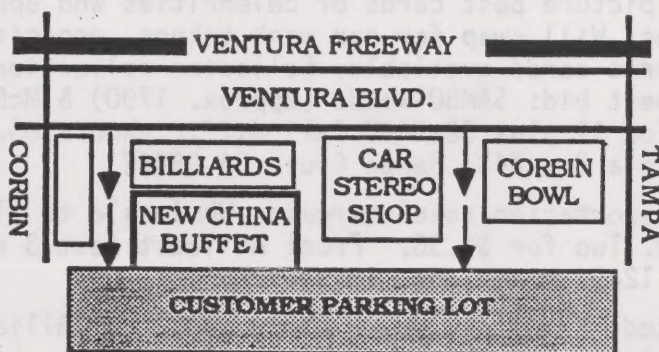 VENTURA FREEWAY
VENTURA BLVD.
CORBIN
BILLIARDS
NEW CHINA
BUFFET
CAR
STEREO
SHOP
CORBIN
BOWL
TAMPA
CUSTOMER PARKING LOT